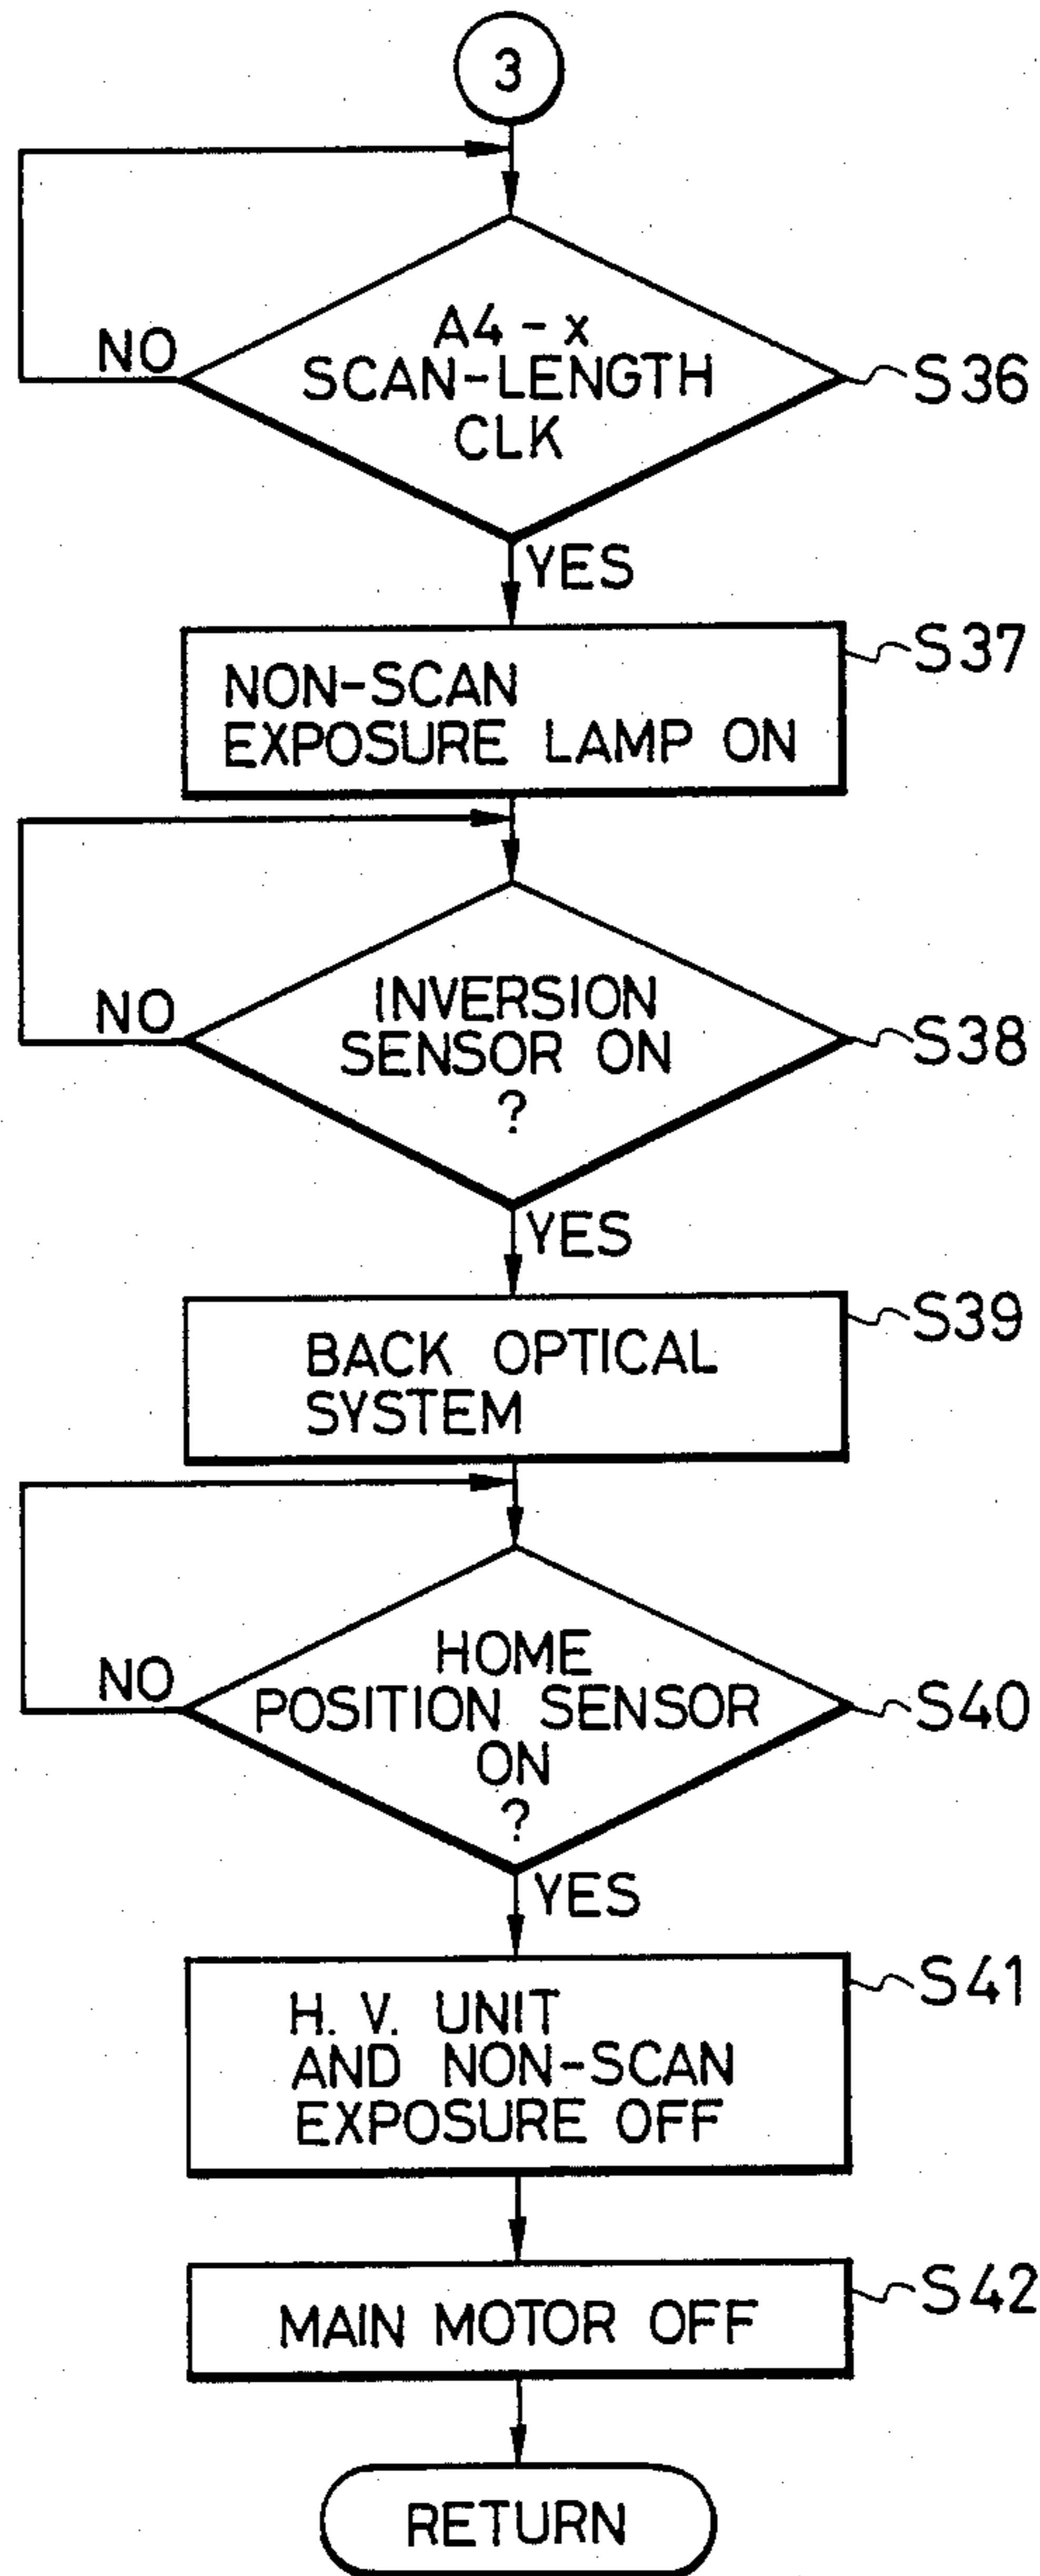 3
A4-x
SCAN-LENGTH
CLK
NO
S36
YES
NON-SCAN
EXPOSURE LAMP ON
S37
INVERSION
SENSOR ON
?
NO
S38
YES
BACK OPTICAL
SYSTEM
S39
HOME
POSITION SENSOR
ON
?
NO
S40
YES
H. V. UNIT
AND NON-SCAN
EXPOSURE OFF
S41
MAIN MOTOR OFF
S42
RETURN